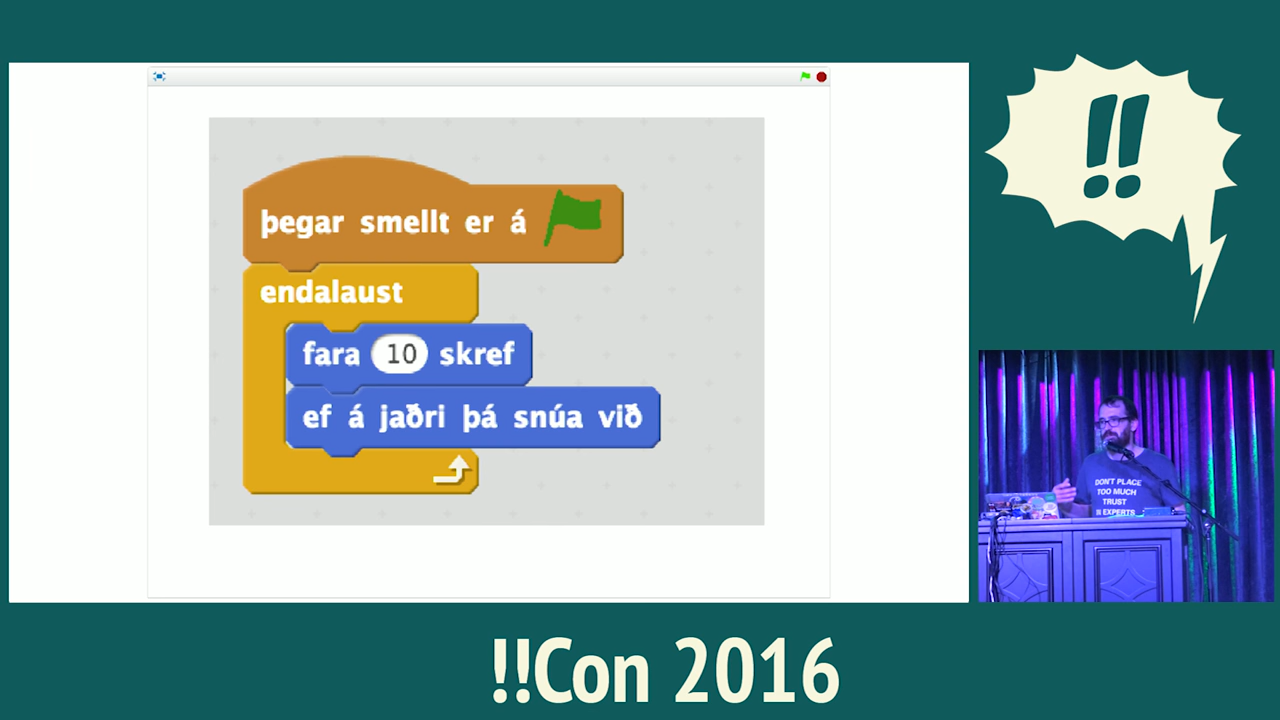 þegar smellt er á
endalaust
fara 10 skref
ef á jaðri þá snúa við
!!
DON'T PLACE
TOO MUCH
TRUST
EXPERTS
!!Con 2016